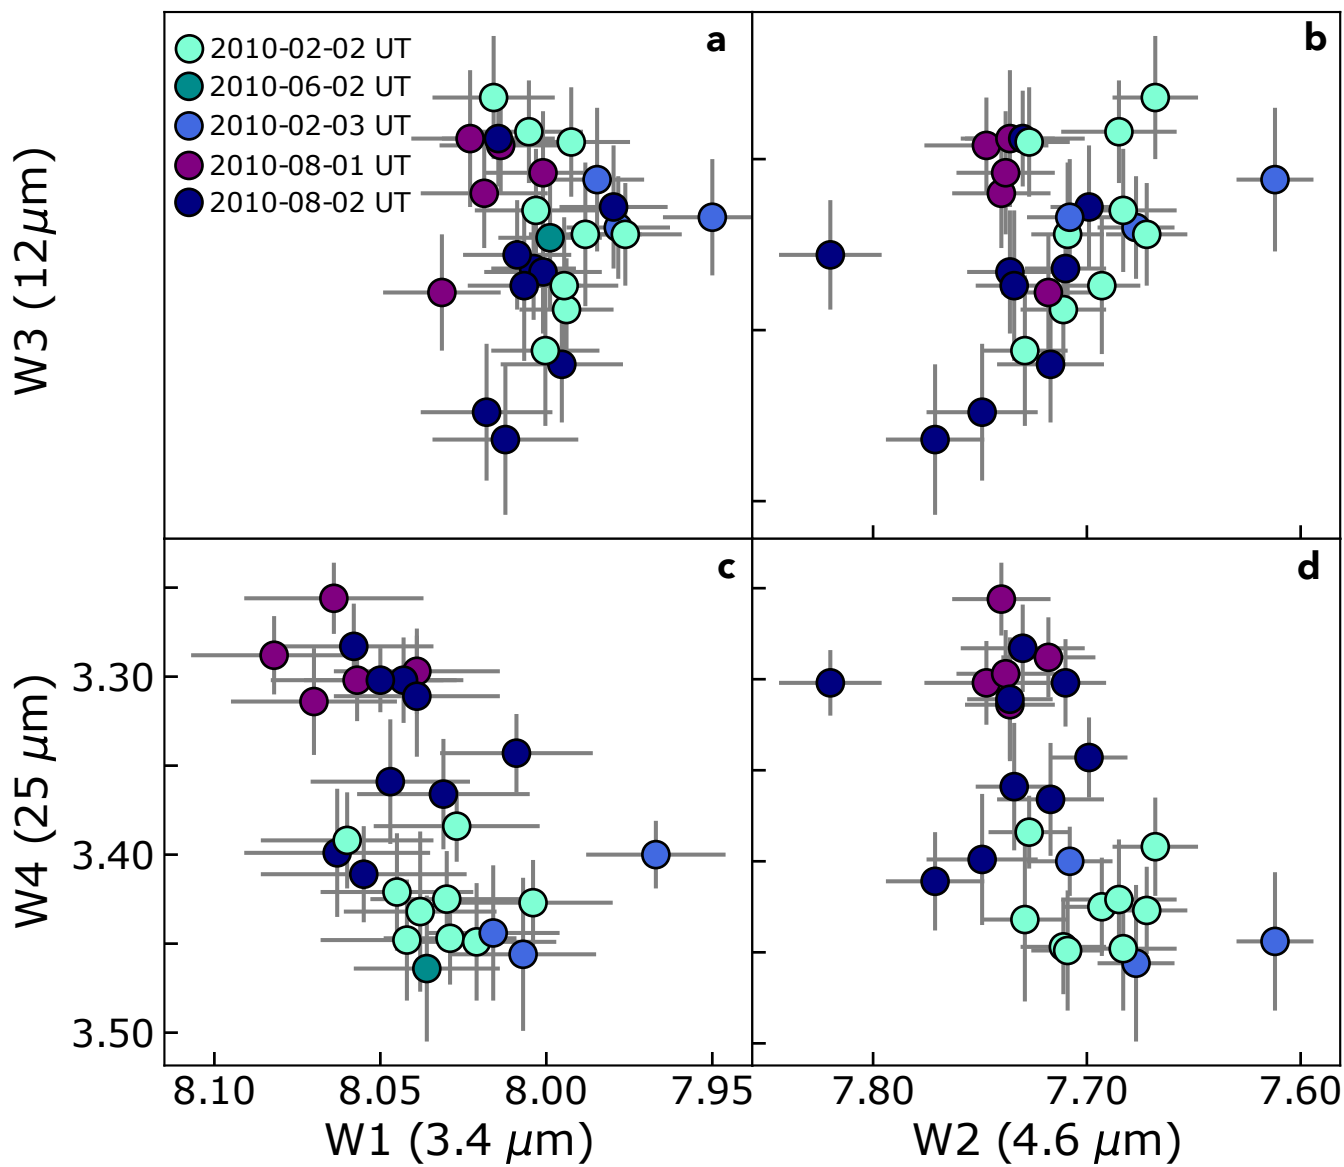 a
b
2010-02-02 UT
2010-06-02 UT
2010-02-03 UT
2010-08-01 UT
2010-08-02 UT
W3 (12μm)
c
d
3.30
3.40
3.50
W4 (25 μm)
8.10 8.05 8.00 7.95
7.80 7.70 7.60
W1 (3.4 μm)
W2 (4.6 μm)